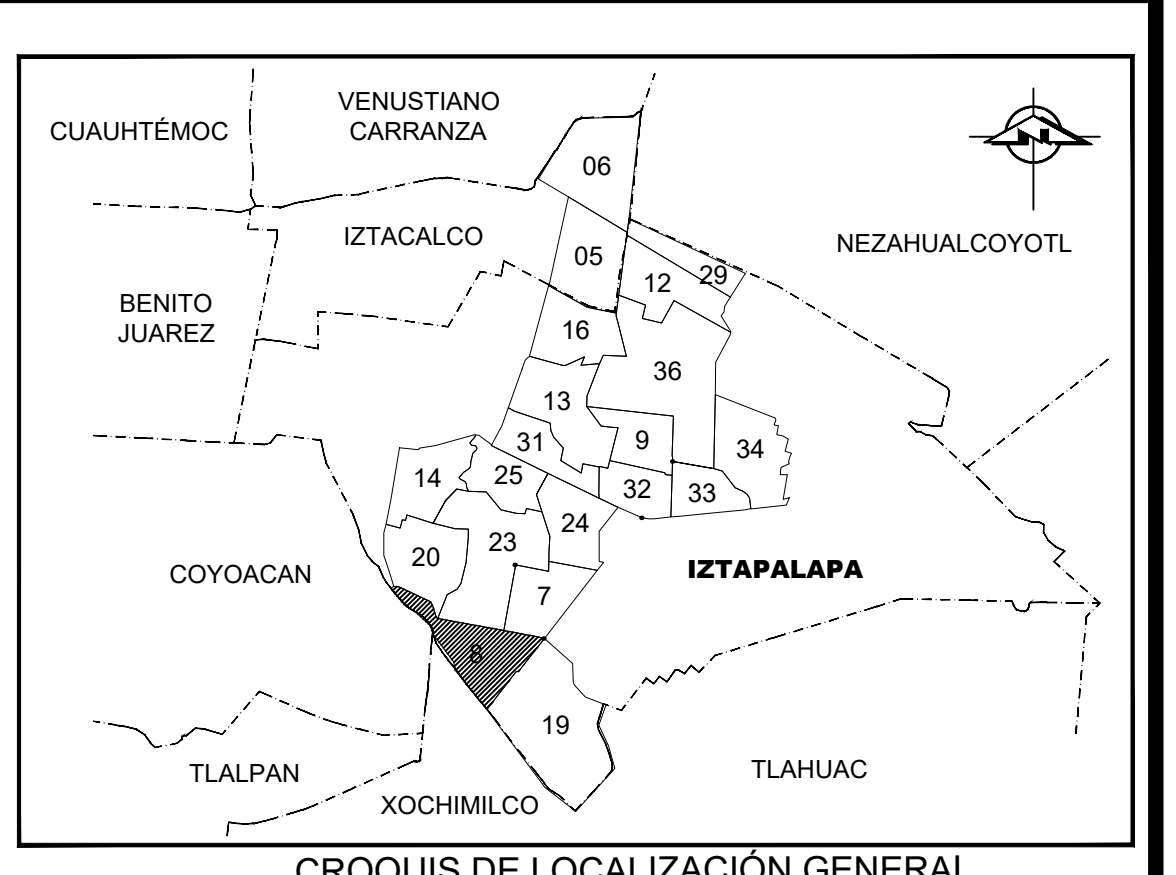 VENUSTIANO
CARRANZA
CUAUHTÉMOC
06
IZTACALCO
NEZAHUALCOYOTL
05
29
12
BENITO
JUAREZ
16
36
13
9
31
34
14
25
32
33
24
23
20
COYOACAN
IZTAPALAPA
7
8
19
TLALPAN
TLAHUAC
XOCHIMILCO
CROQUIS DE LOCALIZACIÓN GENERAL